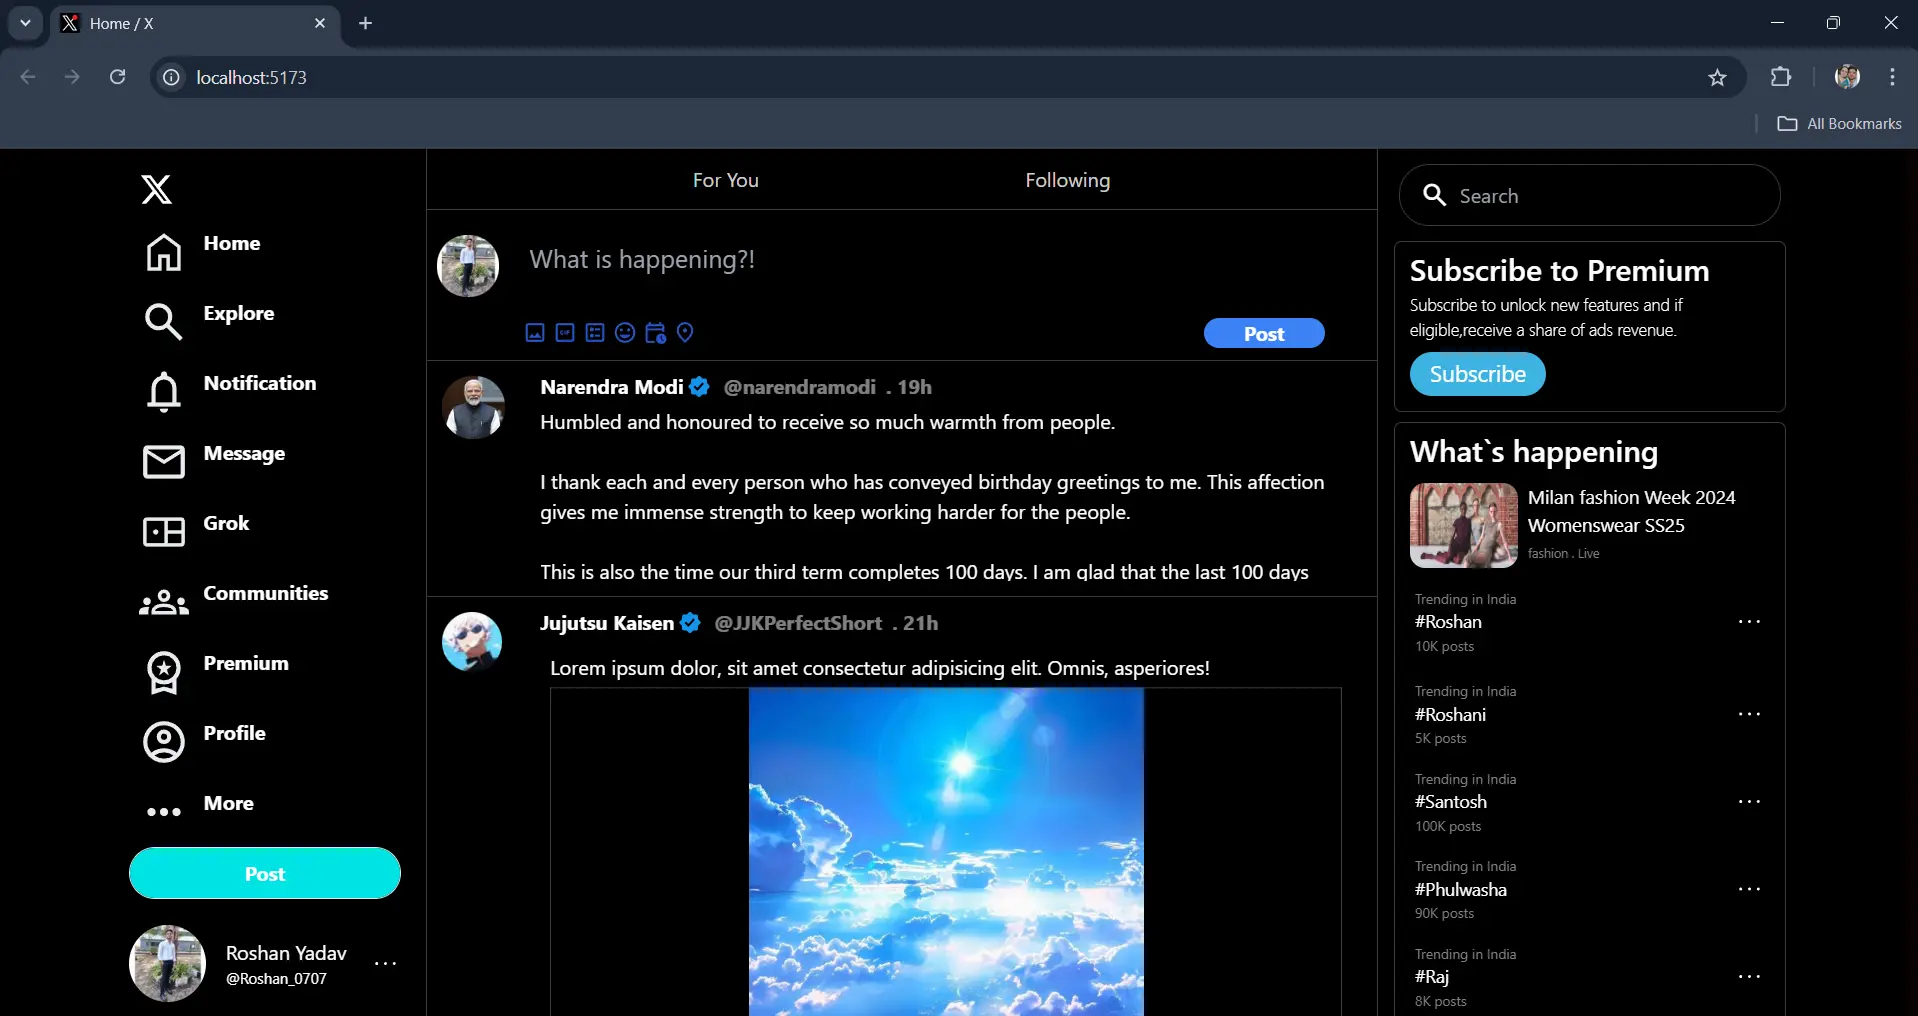 Home / X
localhost:5173
All Bookmarks
Home
Explore
Notification
Message
Grok
Communities
Premium
Profile
More
Post
Roshan Yadav
@Roshan_0707
For You
Following
What is happening?!
GIF
Post
Narendra Modi @narendramodi . 19h
Humbled and honoured to receive so much warmth from people.
I thank each and every person who has conveyed birthday greetings to me. This affection
gives me immense strength to keep working harder for the people.
This is also the time our third term completes 100 days. I am glad that the last 100 days
Jujutsu Kaisen @JJKPerfectShort . 21h
Lorem ipsum dolor, sit amet consectetur adipisicing elit. Omnis, asperiores!
Search
Subscribe to Premium
Subscribe to unlock new features and if
eligible,receive a share of ads revenue.
Subscribe
What`s happening
Milan fashion Week 2024
Womenswear SS25
fashion . Live
Trending in India
#Roshan
10K posts
Trending in India
#Roshani
5K posts
Trending in India
#Santosh
100K posts
Trending in India
#Phulwasha
90K posts
Trending in India
#Raj
8K posts